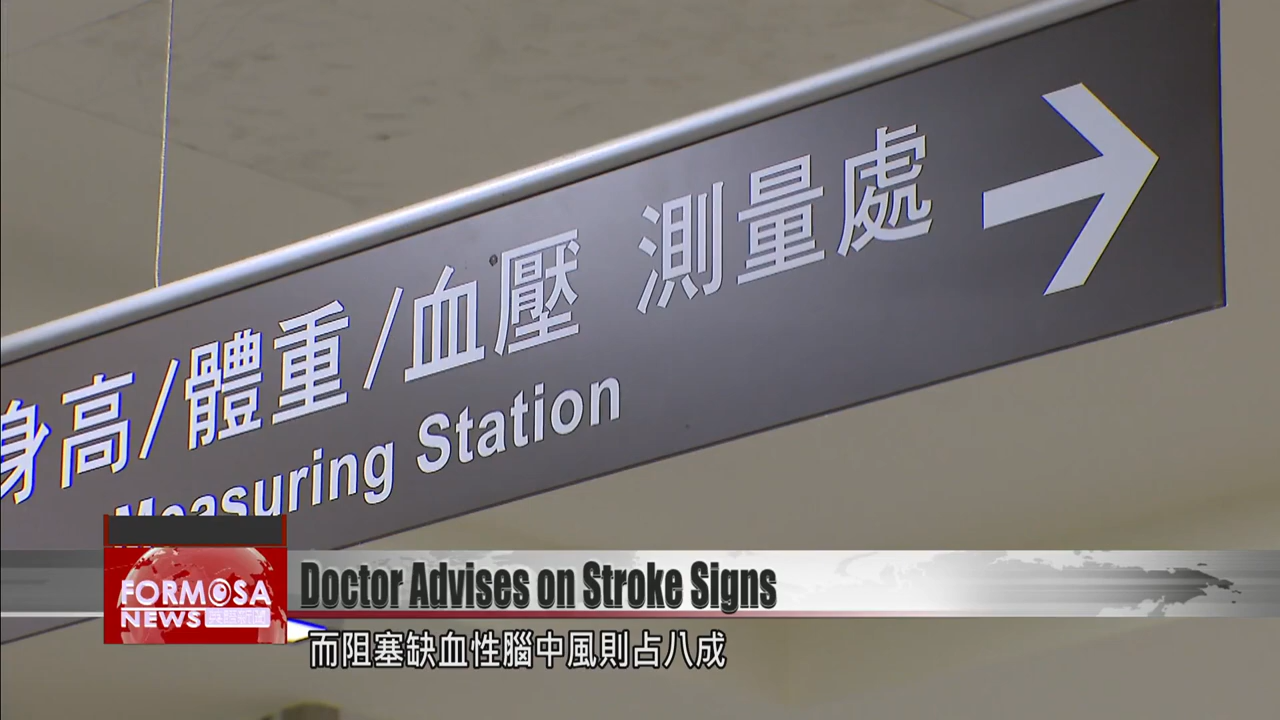 身高/體重/血壓 測量處
Measuring Station
FORMOSA
NEWS
Doctor Advises on Stroke Signs
而阻塞缺血性腦中風則占八成